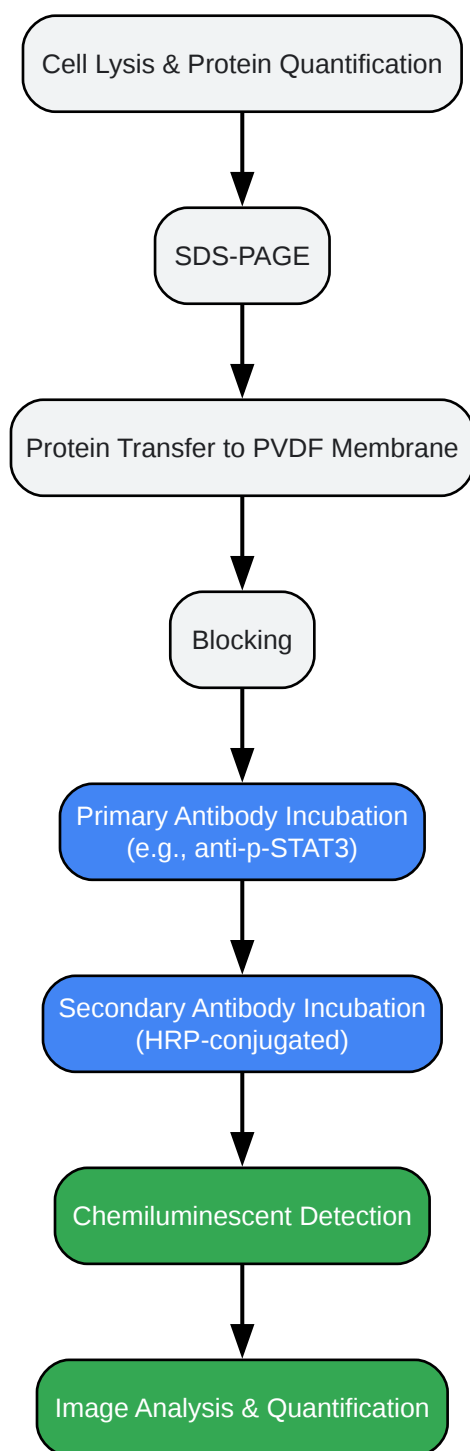 Cell Lysis & Protein Quantification
SDS-PAGE
Protein Transfer to PVDF Membrane
Blocking
Primary Antibody Incubation
(e.g., anti-p-STAT3)
Secondary Antibody Incubation
(HRP-conjugated)
Chemiluminescent Detection
Image Analysis & Quantification